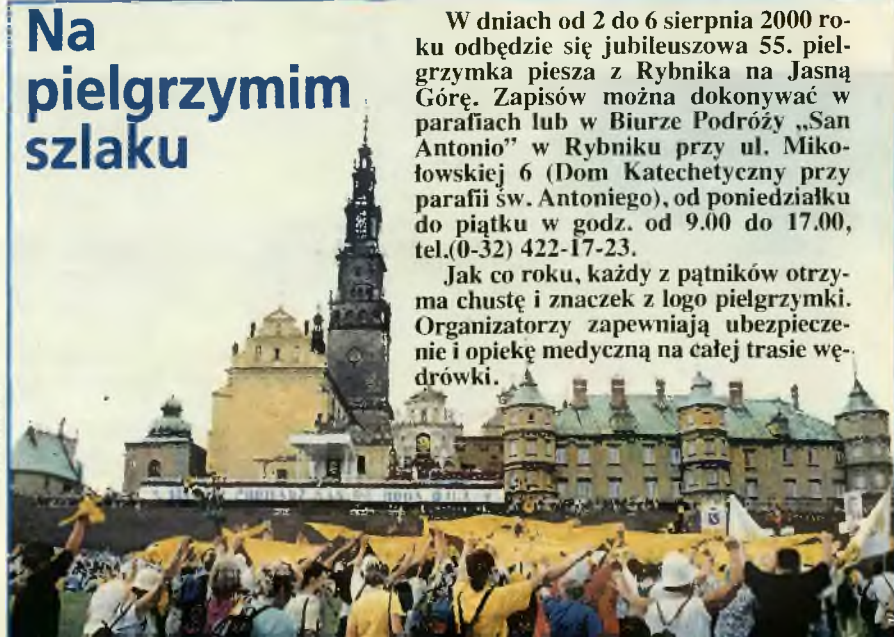 Na
pielgrzymim
szlaku
W dniach od 2 do 6 sierpnia 2000 ro-
ku odbędzie się jubileuszowa 55. piel-
grzymka piesza z Rybnika na Jasną
Górę. Zapisów można dokonywać w
parafiach lub w Biurze Podróży „San
Antonio” w Rybniku przy ul. Miko-
łowskiej 6 (Dom Katechetyczny przy
parafii św. Antoniego), od poniedziałku
do piątku w godz. od 9.00 do 17.00,
tel.(0-32) 422-17-23.
Jak co roku, każdy z pątników otrzy-
ma chustę i znaczek z logo pielgrzymki.
Organizatorzy zapewniają ubezpiecze-
nie i opiekę medyczną na całej trasie wę-
drówki.